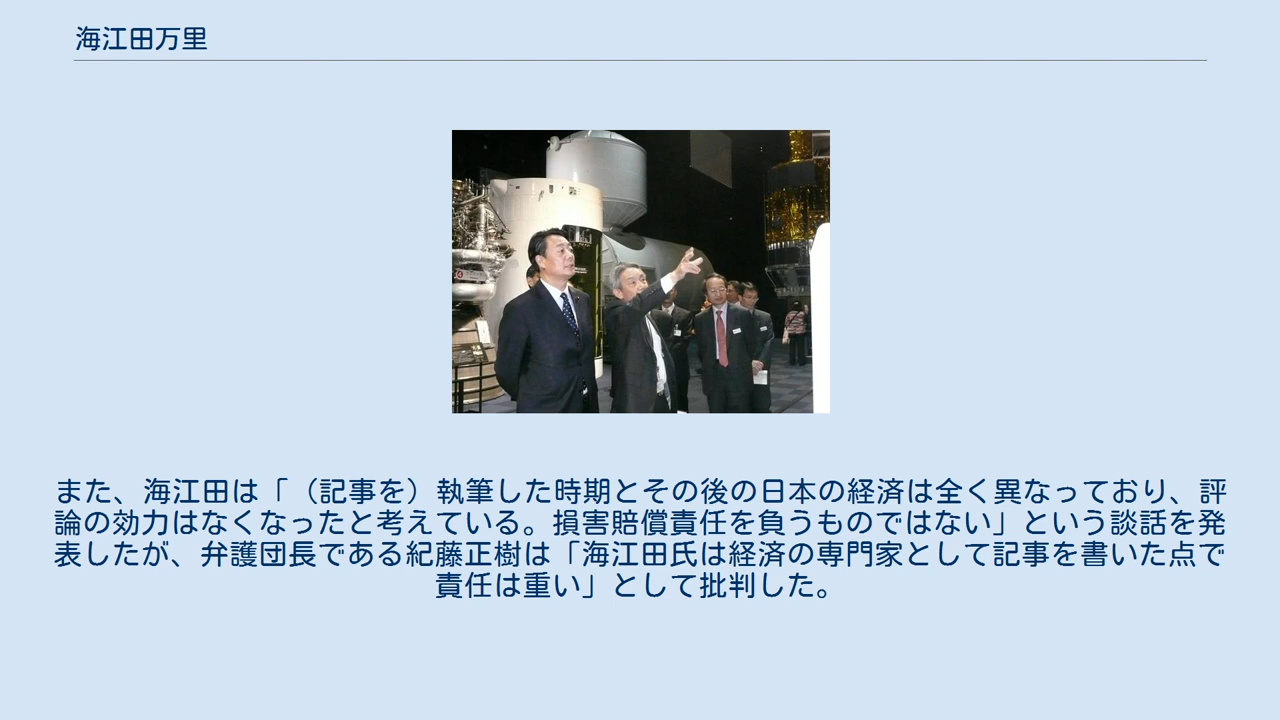 海江田万里
また、海江田は「（記事を）執筆した時期とその後の日本の経済は全く異なっており、評
論の効力はなくなったと考えている。損害賠償責任を負うものではない」という談話を発
表したが、弁護団長である紀藤正樹は「海江田氏は経済の専門家として記事を書いた点で
責任は重い」として批判した。